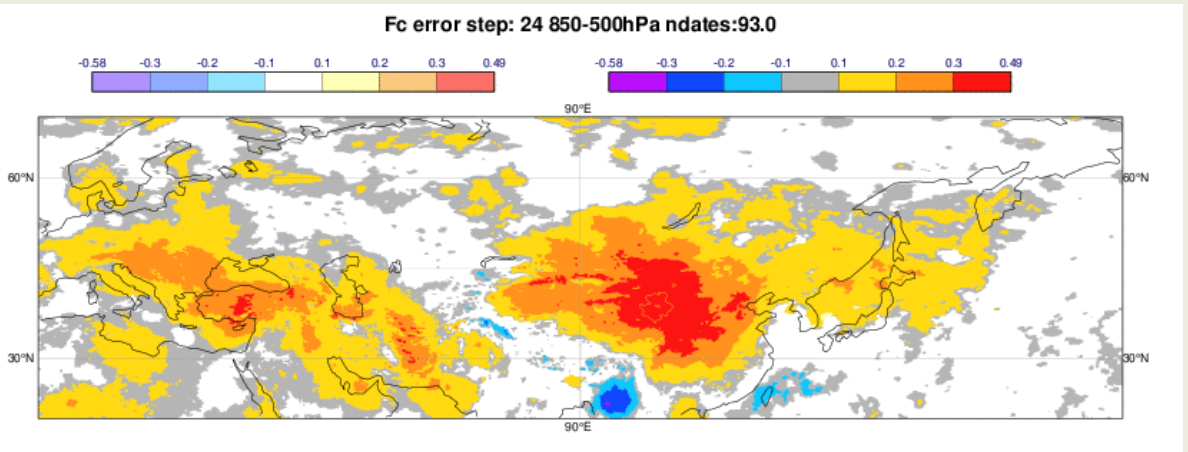 Fc error step: 24 850-500hPa ndates:93.0
-0.58 -0.3 -0.2 -0.1 0.1 0.2 0.3 0.49 -0.58 -0.3 -0.2 -0.1 0.1 0.2 0.3 0.49
90°E
60°N 60°N
30°N 30°N
90°E